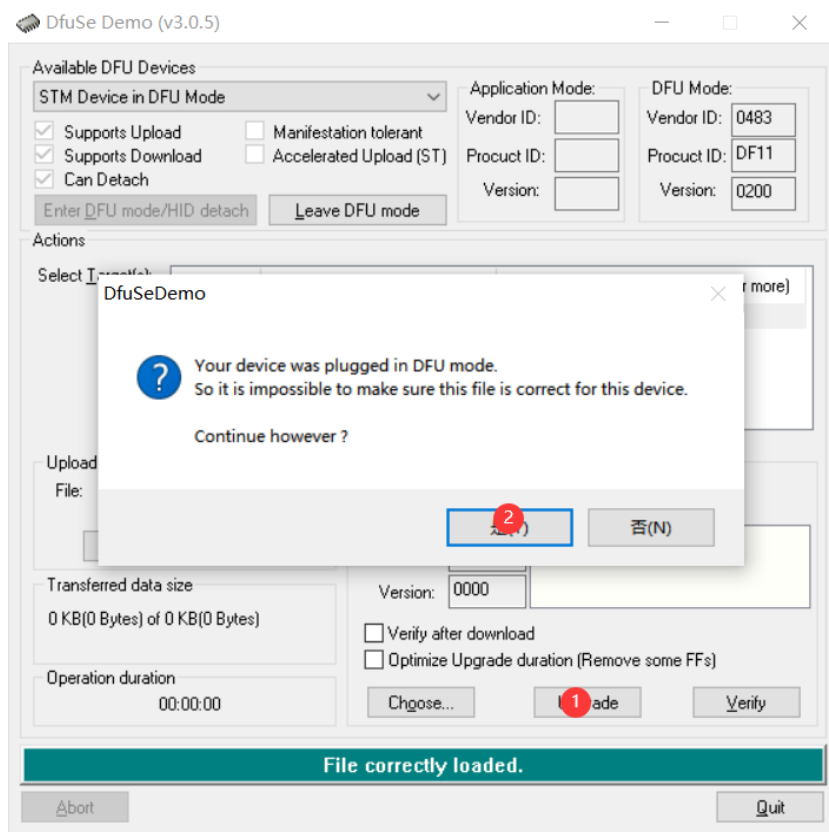 DfuSe Demo (v3.0.5)
Available DFU Devices
STM Device in DFU Mode
Supports Upload
Manifestation tolerant
Supports Download
Accelerated Upload (ST)
Can Detach
Enter DFU mode/HID detach
Leave DFU mode
Application Mode:
Vendor ID:
Procuct ID:
Version:
DFU Mode:
Vendor ID: 0483
Procuct ID: DF11
Version: 0200
Actions
Select
r more)
DfuSeDemo
Your device was plugged in DFU mode.
So it is impossible to make sure this file is correct for this device.
Continue however ?
2
否(N)
Upload
File:
Transferred data size
0 KB(0 Bytes) of 0 KB(0 Bytes)
Operation duration
00:00:00
Version: 0000
Verify after download
Optimize Upgrade duration (Remove some FFs)
Choose...
1
Verify
File correctly loaded.
Abort
Quit